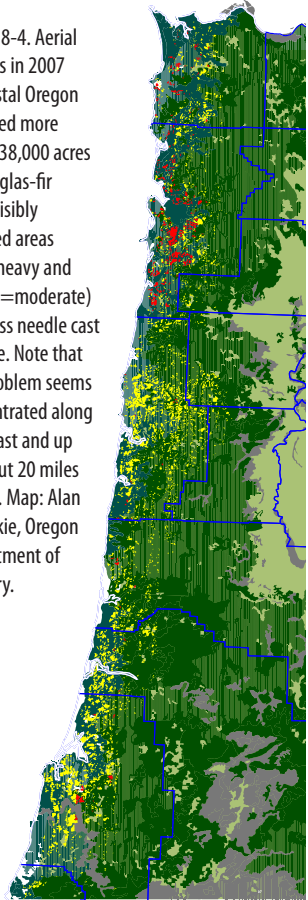 8-4. Aerial
s in 2007
stal Oregon
ed more
38,000 acres
glas-fir
isibly
ed areas
heavy and
=moderate)
ss needle cast
e. Note that
oblem seems
ntrated along
ast and up
ut 20 miles
. Map: Alan
kie, Oregon
tment of
ry.